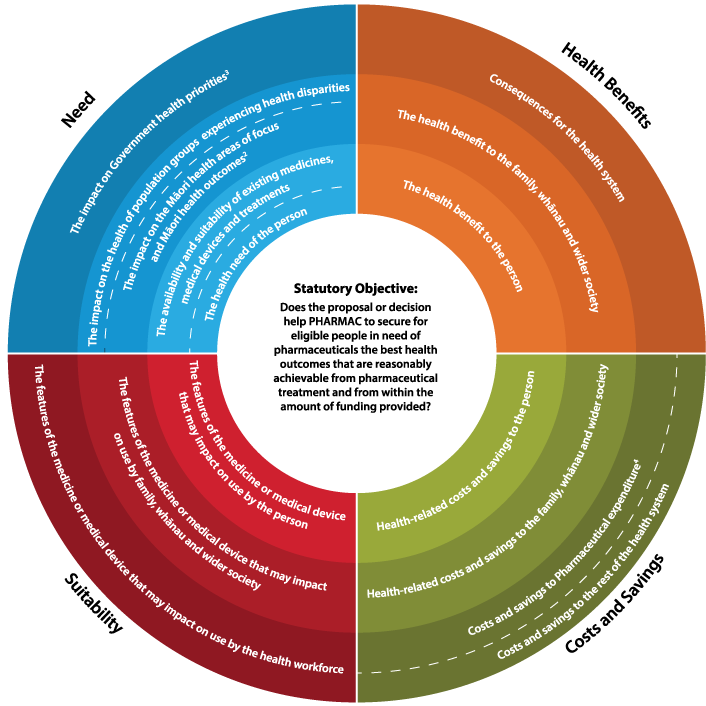 Need
The impact on Government health priorities³
The impact on the health of population groups experiencing health disparities
The impact on the Māori health areas of focus
and Māori health outcomes²
The availability and suitability of existing medicines,
medical devices and treatments
The health need of the person
Health Benefits
Consequences for the health system
The health benefit to the family, whānau and wider society
The health benefit to the person
Statutory Objective:
Does the proposal or decision
help PHARMAC to secure for
eligible people in need of
pharmaceuticals the best health
outcomes that are reasonably
achievable from pharmaceutical
treatment and from within the
amount of funding provided?
The features of the medicine or medical device
that may impact on use by the person
The features of the medicine or medical device that may impact
on use by family, whānau and wider society
The features of the medicine or medical device that may impact on use by the health workforce
Suitability
Health-related costs and savings to the person
Health-related costs and savings to the family, whānau and wider society
Costs and savings to Pharmaceutical expenditure⁴
Costs and savings to the rest of the health system
Costs and Savings